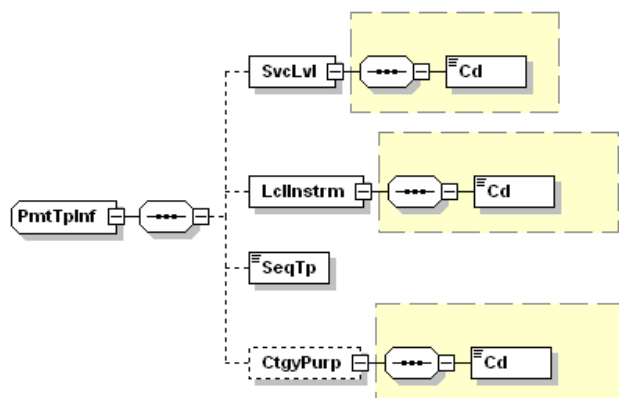 SvcLvl
Cd
LclInstrm
Cd
PmtTpInf
SeqTp
CtgyPurp
Cd